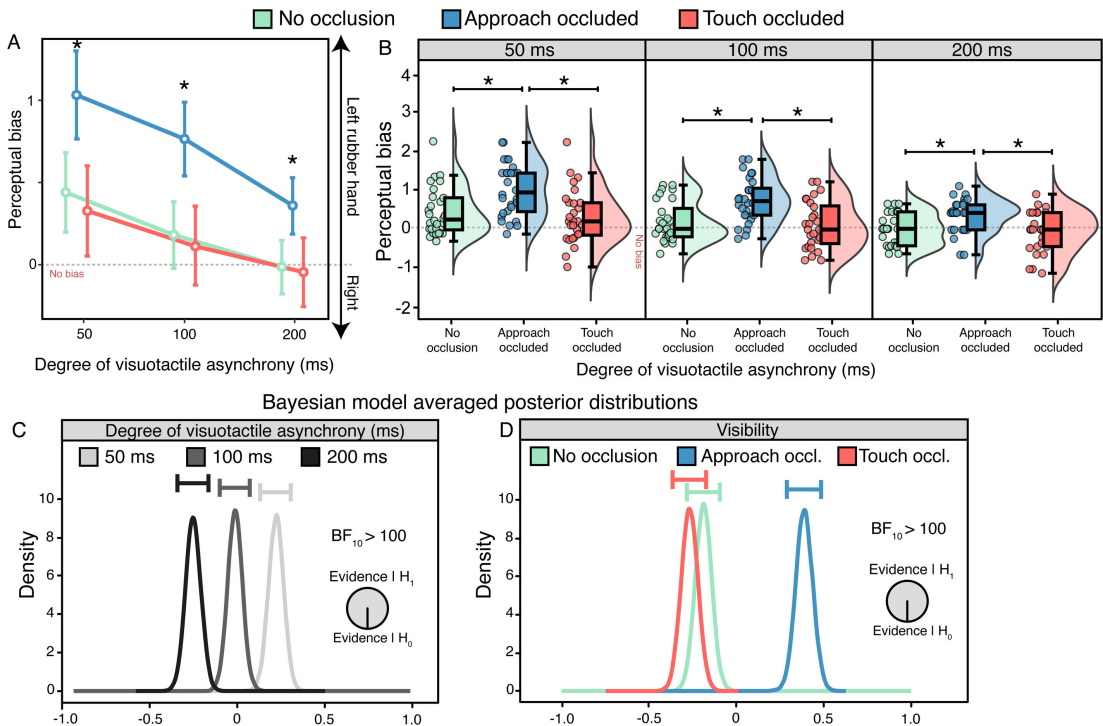 No occlusion Approach occluded Touch occluded
A
Perceptual bias
1
0
* * *
No bias
Left rubber hand
Right
50 100 200
Degree of visuotactile asynchrony (ms)
B
50 ms 100 ms 200 ms
Perceptual bias
4
3
2
1
0
-1
-2
* * * * * *
No bias
No occlusion Approach occluded Touch occluded No occlusion Approach occluded Touch occluded No occlusion Approach occluded Touch occluded
Degree of visuotactile asynchrony (ms)
Bayesian model averaged posterior distributions
C
Degree of visuotactile asynchrony (ms)
50 ms 100 ms 200 ms
Density
10
8
6
4
2
0
BF₁₀ > 100
Evidence | H₁
Evidence | H₀
-1.0 -0.5 0 0.5 1.0
D
Visibility
No occlusion Approach occl. Touch occl.
Density
10
8
6
4
2
0
BF₁₀ > 100
Evidence | H₁
Evidence | H₀
-1.0 -0.5 0 0.5 1.0